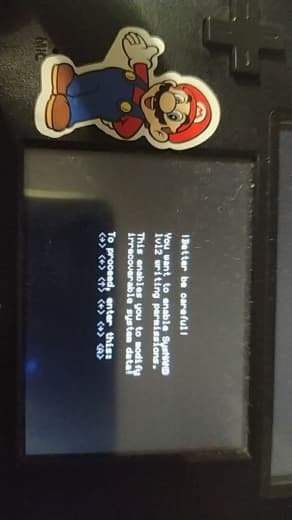 MIC
!Better be careful!
You want to enable SysNAND
lvl2 writing permissions.
This enables you to modify
irrecoverable system data!
To proceed, enter this:
<A>
M